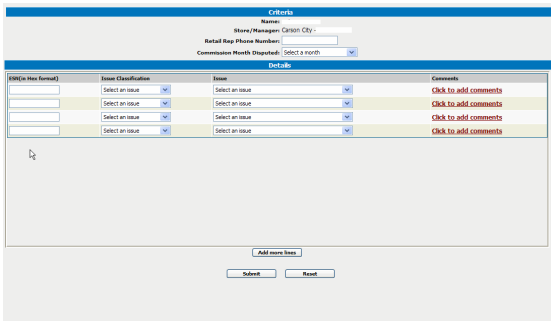 Criteria
Name:
Store/Manager: Carson City -
Retail Rep Phone Number:
Commission Month Disputed: Select a month
Details
ESN(in Hex format) Issue Classification Issue Comments
Select an issue Select an issue Click to add comments
Select an issue Select an issue Click to add comments
Select an issue Select an issue Click to add comments
Select an issue Select an issue Click to add comments
Add more lines
Submit Reset